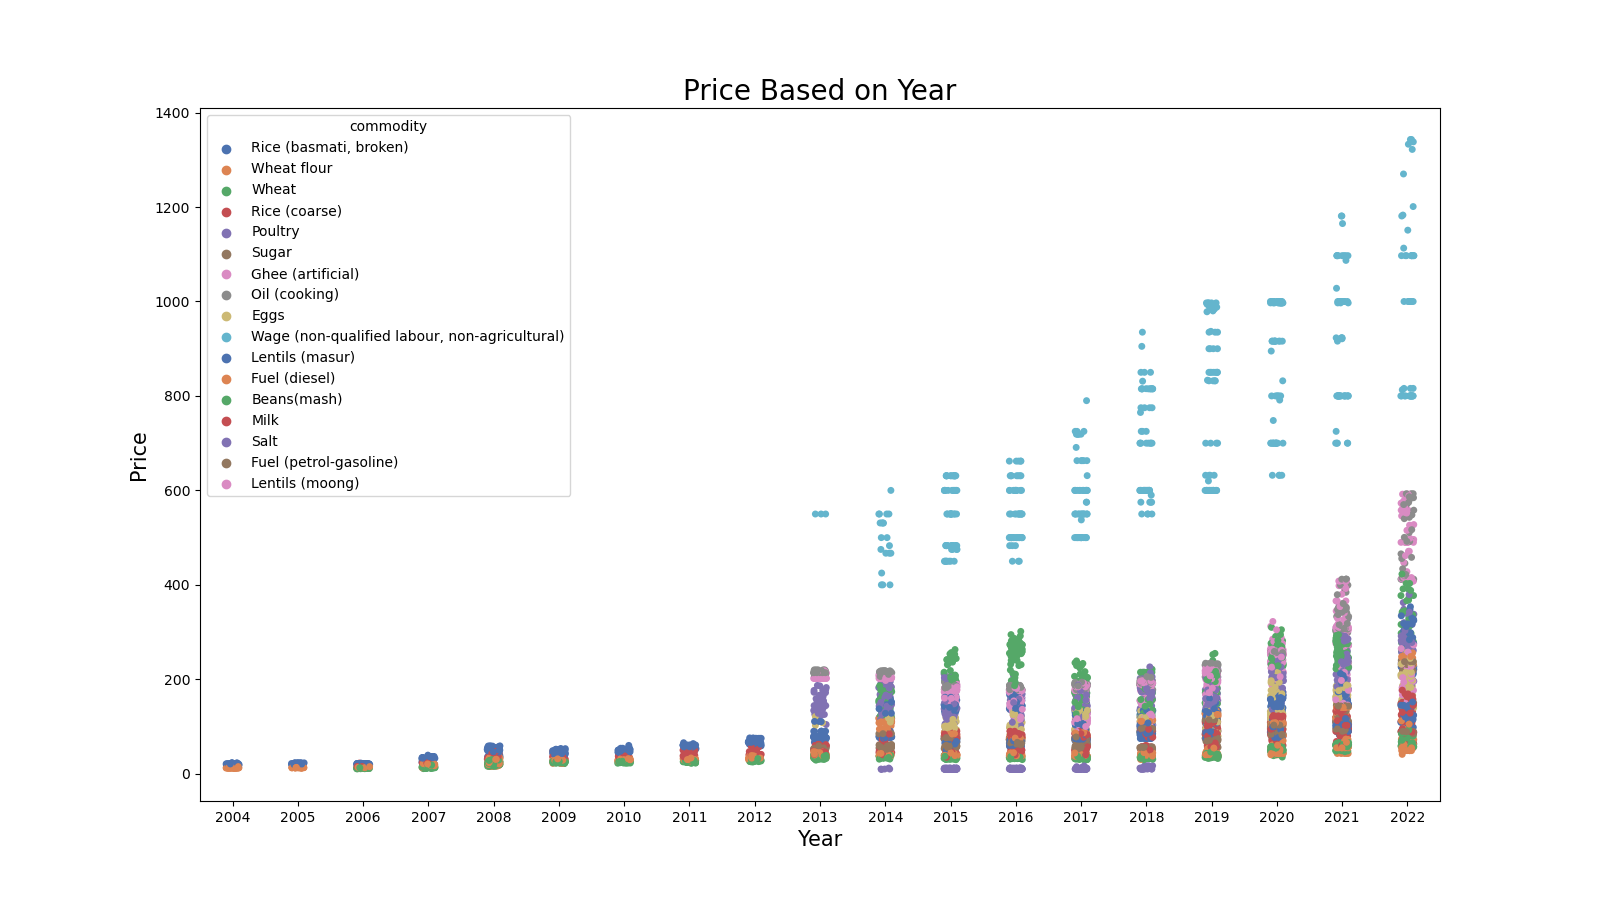 Price Based on Year
1400
1200
1000
800
600
400
200
0
Price
commodity
Rice (basmati, broken)
Wheat flour
Wheat
Rice (coarse)
Poultry
Sugar
Ghee (artificial)
Oil (cooking)
Eggs
Wage (non-qualified labour, non-agricultural)
Lentils (masur)
Fuel (diesel)
Beans(mash)
Milk
Salt
Fuel (petrol-gasoline)
Lentils (moong)
2004 2005 2006 2007 2008 2009 2010 2011 2012 2013 2014 2015 2016 2017 2018 2019 2020 2021 2022
Year